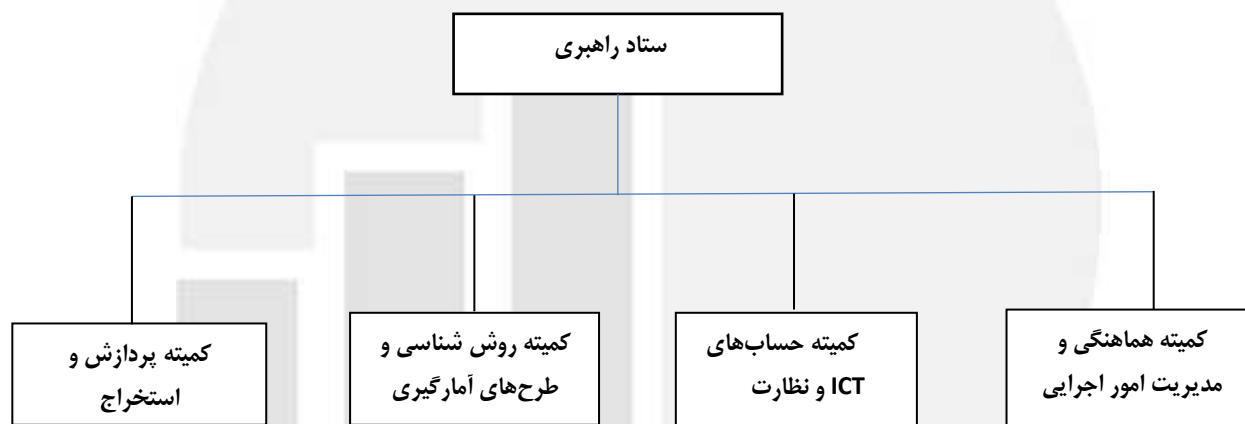 ستاد راهبری
کمیته هماهنگی و
مدیریت امور اجرایی
کمیته حساب‌های
ICT و نظارت
کمیته روش شناسی و
طرح‌های آمارگیری
کمیته پردازش و
استخراج